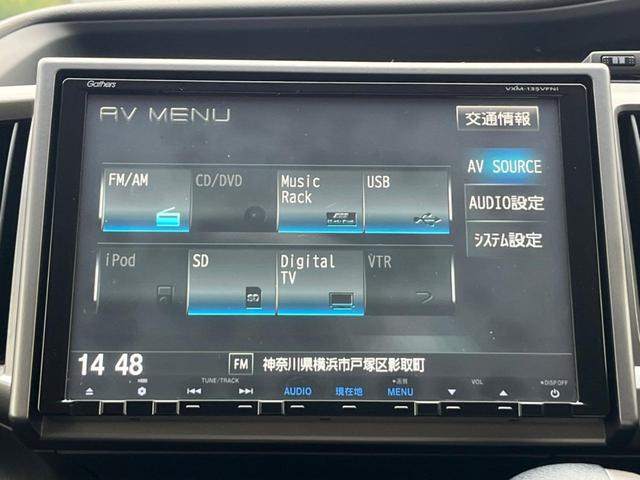 Gathers VXM-135VFNi
AV MENU 交通情報
FM/AM CD/DVD Music Rack USB AV SOURCE
AUDIO設定
iPod SD Digital TV VTR システム設定
SD
14 48 FM 神奈川県横浜市戸塚区影取町
TUNE/TRACK 画質 VOL DISP OFF
AUDIO 現在地 MENU